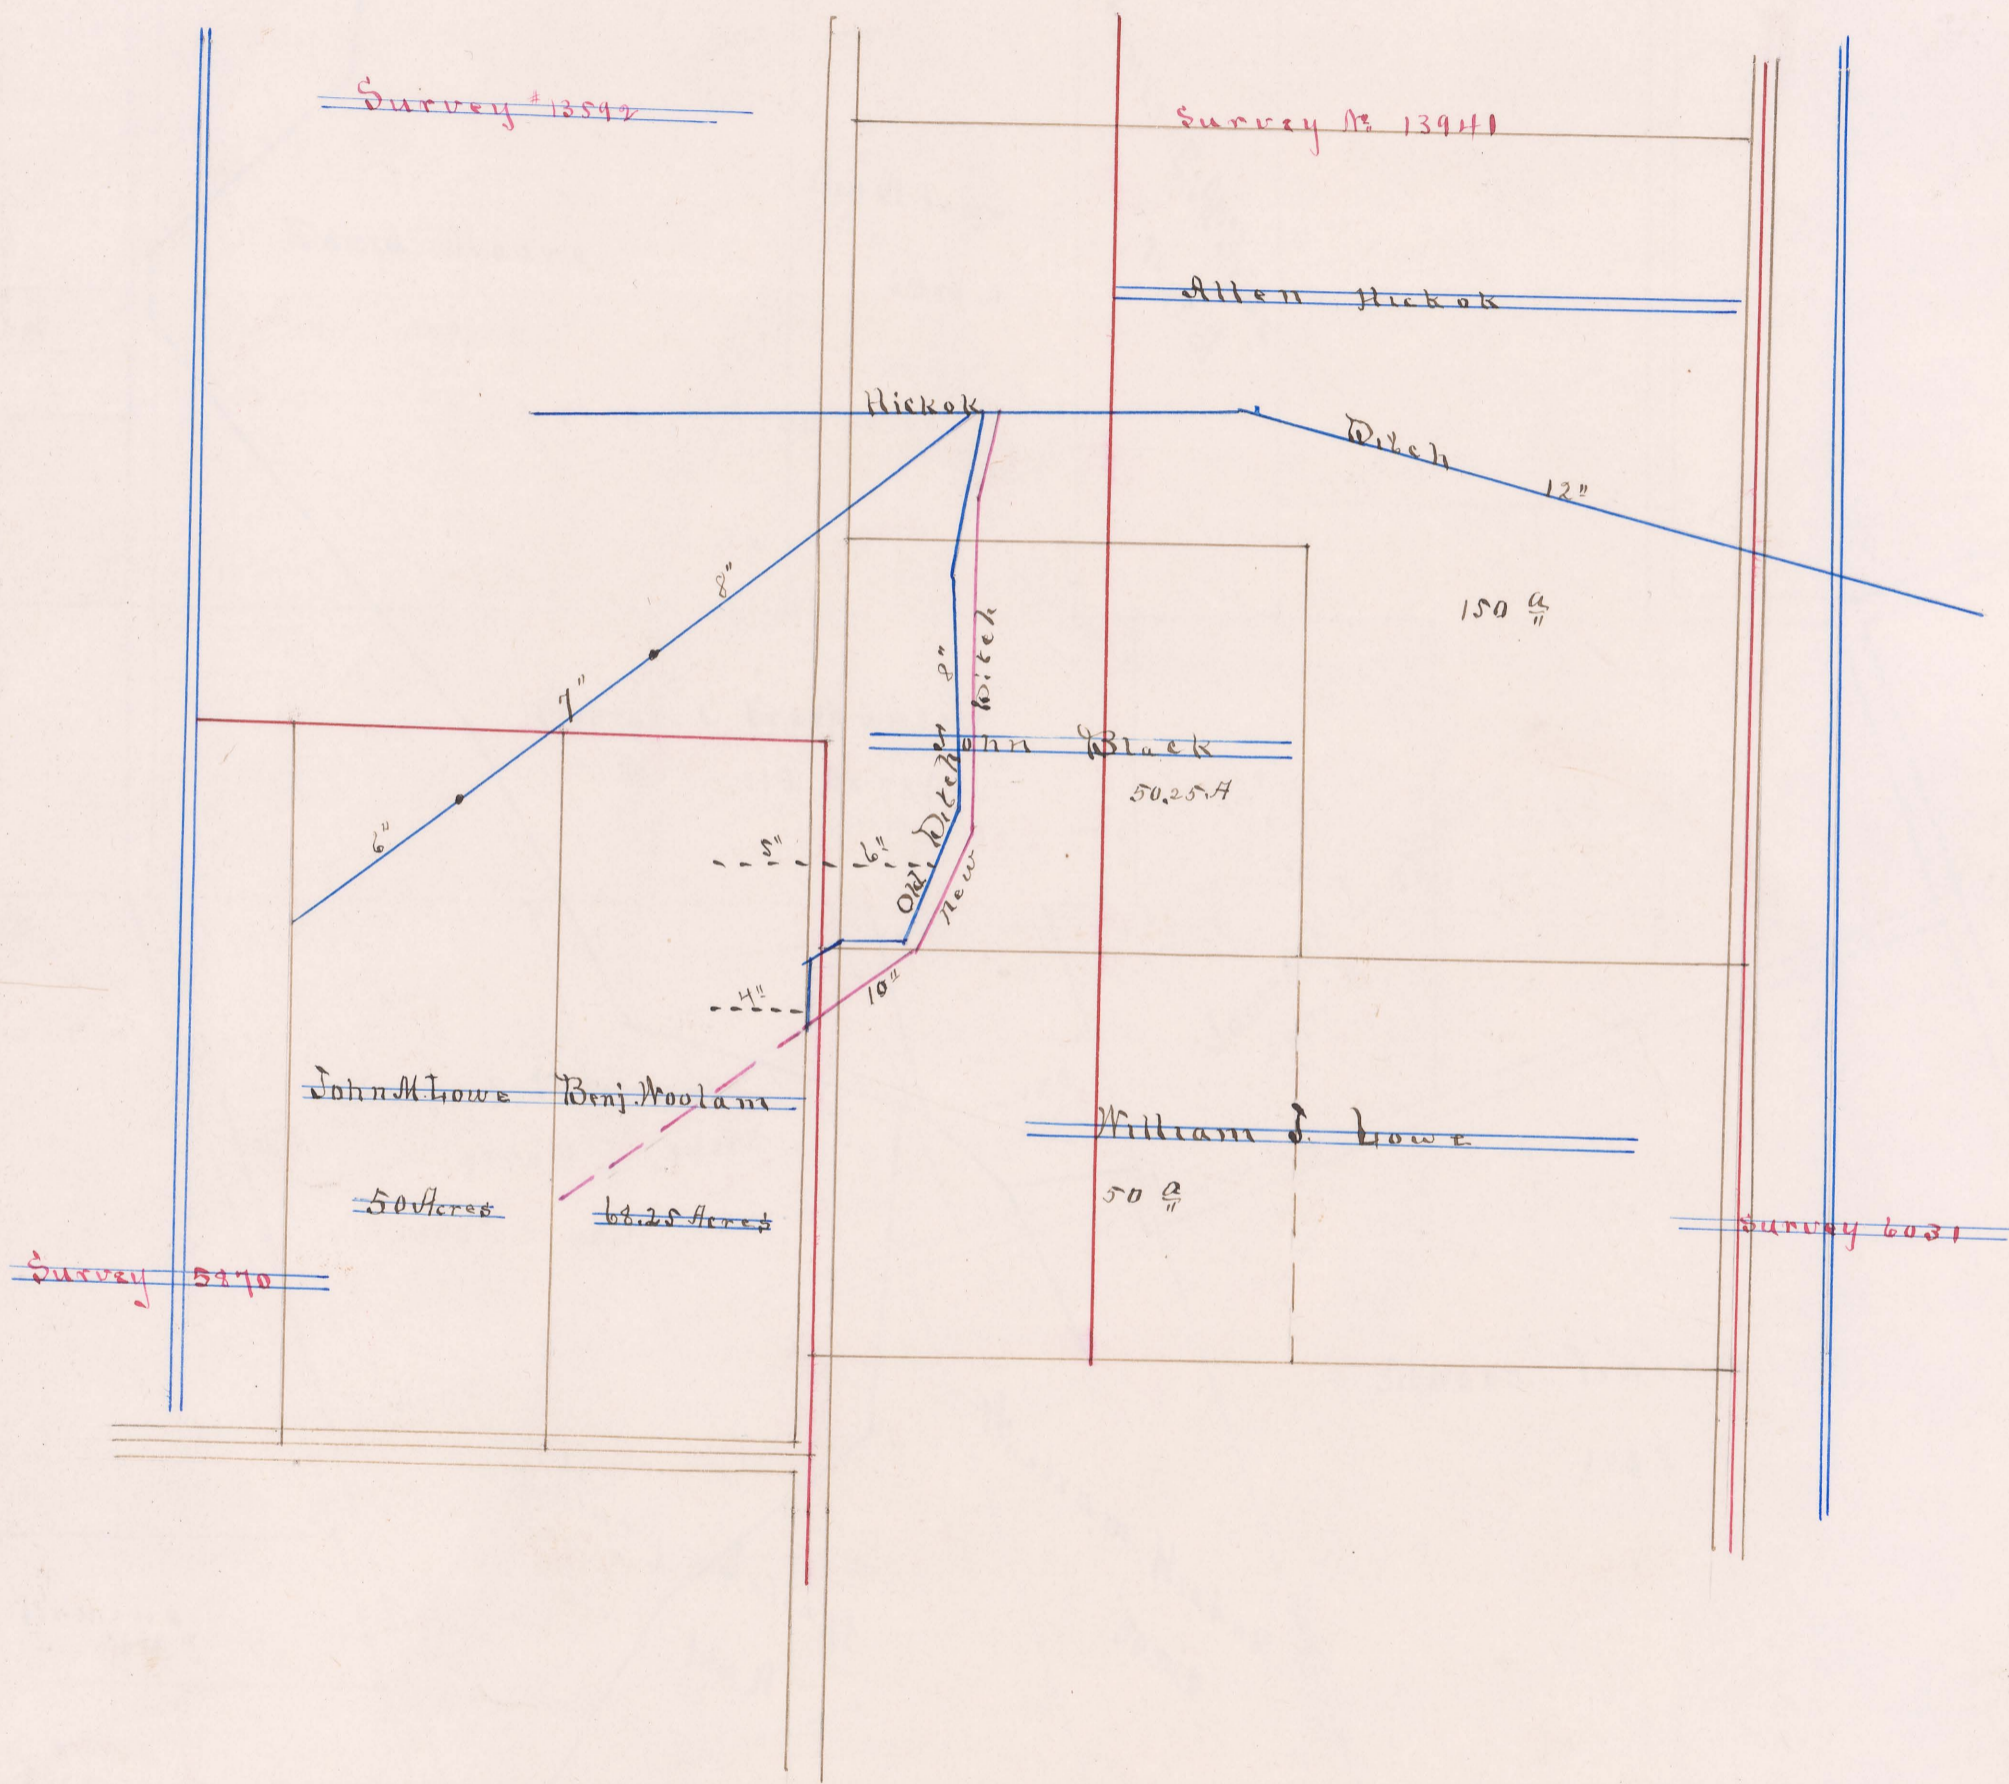 Survey # 13592
Survey No 13941
Allen Hickok
Hickok Ditch 12"
8"
7"
6"
150 a
8"
Old Ditch
New Ditch
John Black
50.25.A
5" 6"
10"
4"
John M. Lowe
Benj. Woolam
50 Acres
68.25 Acres
William J. Lowe
50 a
Survey 5870
Survey 6031